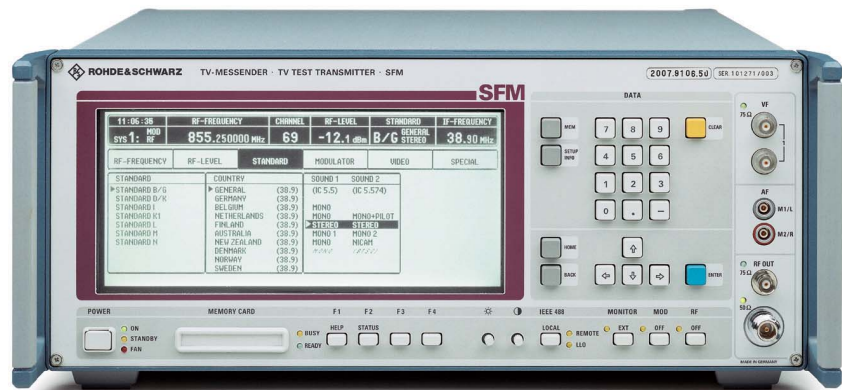 ROHDE&SCHWARZ TV-MESSENDER · TV TEST TRANSMITTER · SFM
2007.9106.50 SER 101271/003
SFM
DATA
11:06:36 RF-FREQUENCY CHANNEL RF-LEVEL STANDARD IF-FREQUENCY
SYS 1: MOD RF 855.250000 MHz 69 -12.1 dBm B/G GENERAL STEREO 38.90 MHz
RF-FREQUENCY RF-LEVEL STANDARD MODULATOR VIDEO SPECIAL
STANDARD COUNTRY SOUND 1 SOUND 2
STANDARD B/G GENERAL (38.9) (IC 5.5) (IC 5.574)
STANDARD D/K GERMANY (38.9)
STANDARD I BELGIUM (38.9) MONO
STANDARD K1 NETHERLANDS (38.9) MONO MONO+PILOT
STANDARD L FINLAND (38.9) STEREO STEREO
STANDARD M AUSTRALIA (38.9) MONO 1 MONO 2
STANDARD N NEW ZEALAND (38.9) MONO NICAM
DENMARK (38.9)
NORWAY (38.9)
SWEDEN (38.9)
MEM 7 8 9 CLEAR
SETUP INFO 4 5 6
1 2 3
0 . −
HOME ⇧
BACK ⇦ ⇩ ⇨ ENTER
VF
75Ω
AF
M1/L
M2/R
RF OUT
75Ω
50Ω
MADE IN GERMANY
POWER MEMORY CARD F1 F2 F3 F4 IEEE 488 MONITOR MOD RF
ON
STANDBY
FAN
BUSY
READY
HELP STATUS
LOCAL REMOTE
LLO
EXT OFF OFF